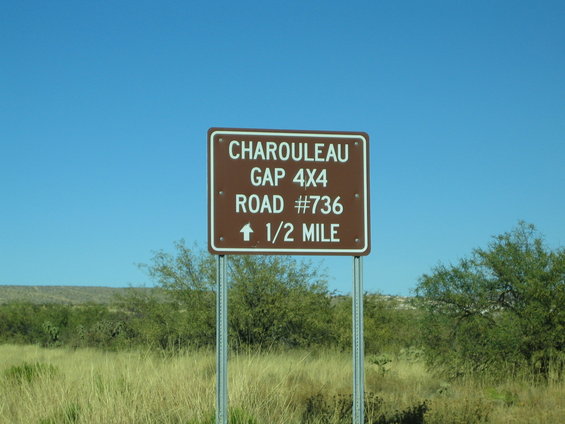 CHAROULEAU
GAP 4X4
ROAD #736
↑ 1/2 MILE